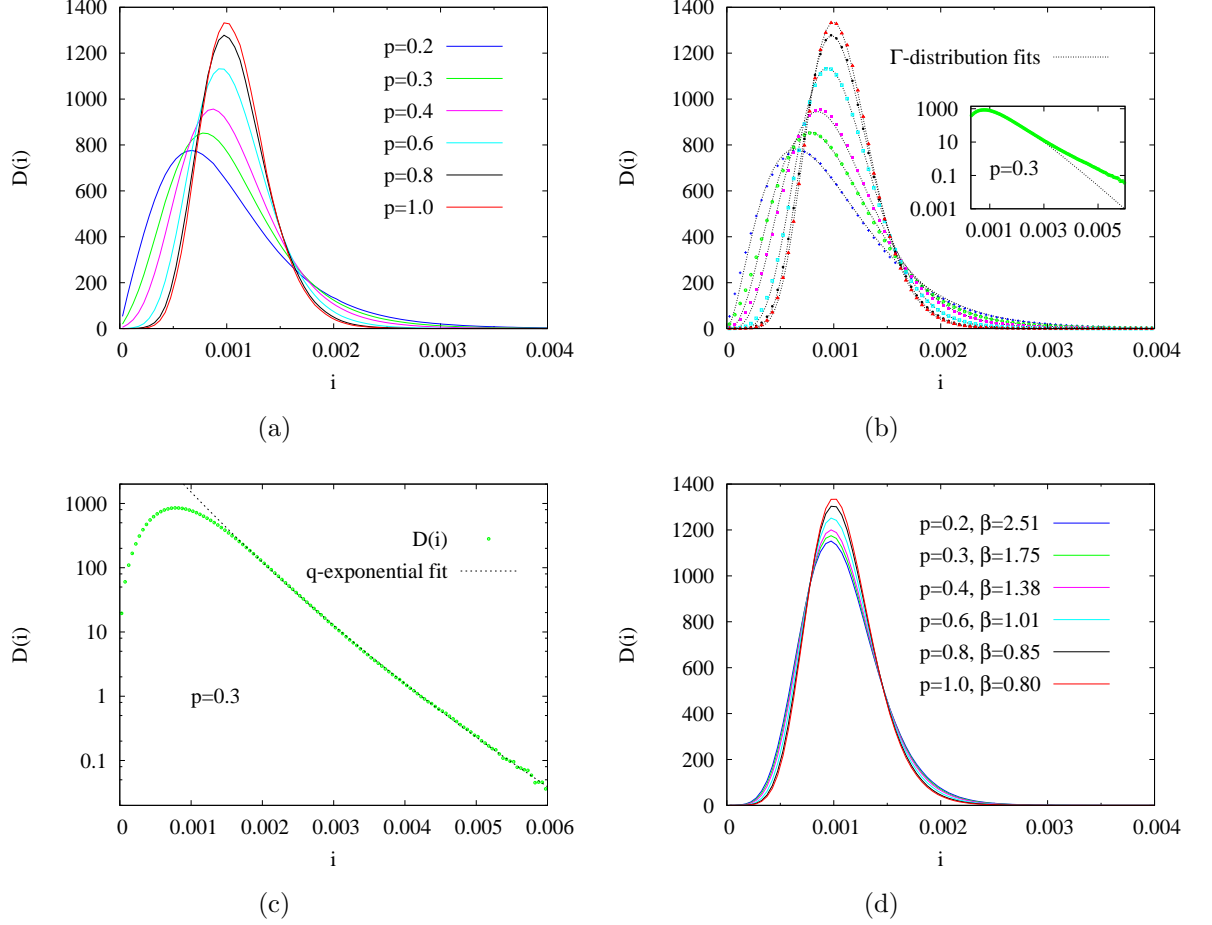 1400
1200
1000
800
600
400
200
0
D(i)
p=0.2
p=0.3
p=0.4
p=0.6
p=0.8
p=1.0
0 0.001 0.002 0.003 0.004
i
(a)
1400
1200
1000
800
600
400
200
0
D(i)
Γ-distribution fits
1000
10
0.1
0.001
p=0.3
0.001 0.003 0.005
0 0.001 0.002 0.003 0.004
i
(b)
1000
100
10
1
0.1
D(i)
D(i)
q-exponential fit
p=0.3
0 0.001 0.002 0.003 0.004 0.005 0.006
i
(c)
1400
1200
1000
800
600
400
200
0
D(i)
p=0.2, β=2.51
p=0.3, β=1.75
p=0.4, β=1.38
p=0.6, β=1.01
p=0.8, β=0.85
p=1.0, β=0.80
0 0.001 0.002 0.003 0.004
i
(d)